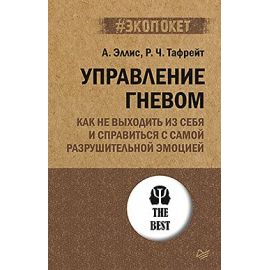 #ЭКОПОКЕТ
А. ЭЛЛИС, Р. Ч. ТАФРЕЙТ
УПРАВЛЕНИЕ
ГНЕВОМ
КАК НЕ ВЫХОДИТЬ ИЗ СЕБЯ
И СПРАВИТЬСЯ С САМОЙ
РАЗРУШИТЕЛЬНОЙ ЭМОЦИЕЙ
THE
BEST